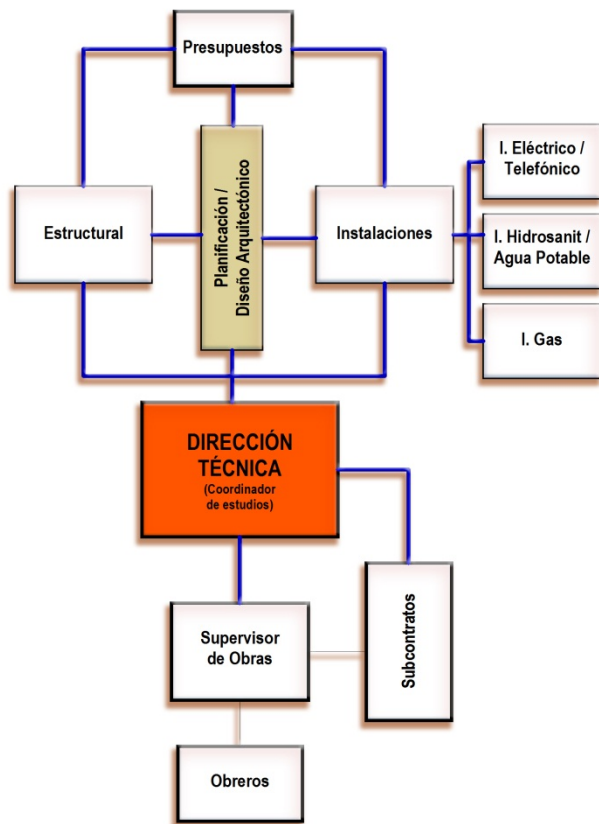 Presupuestos
Estructural
Planificación /
Diseño Arquitectónico
Instalaciones
I. Eléctrico /
Telefónico
I. Hidrosanit /
Agua Potable
I. Gas
DIRECCIÓN
TÉCNICA
(Coordinador
de estudios)
Supervisor
de Obras
Subcontratos
Obreros